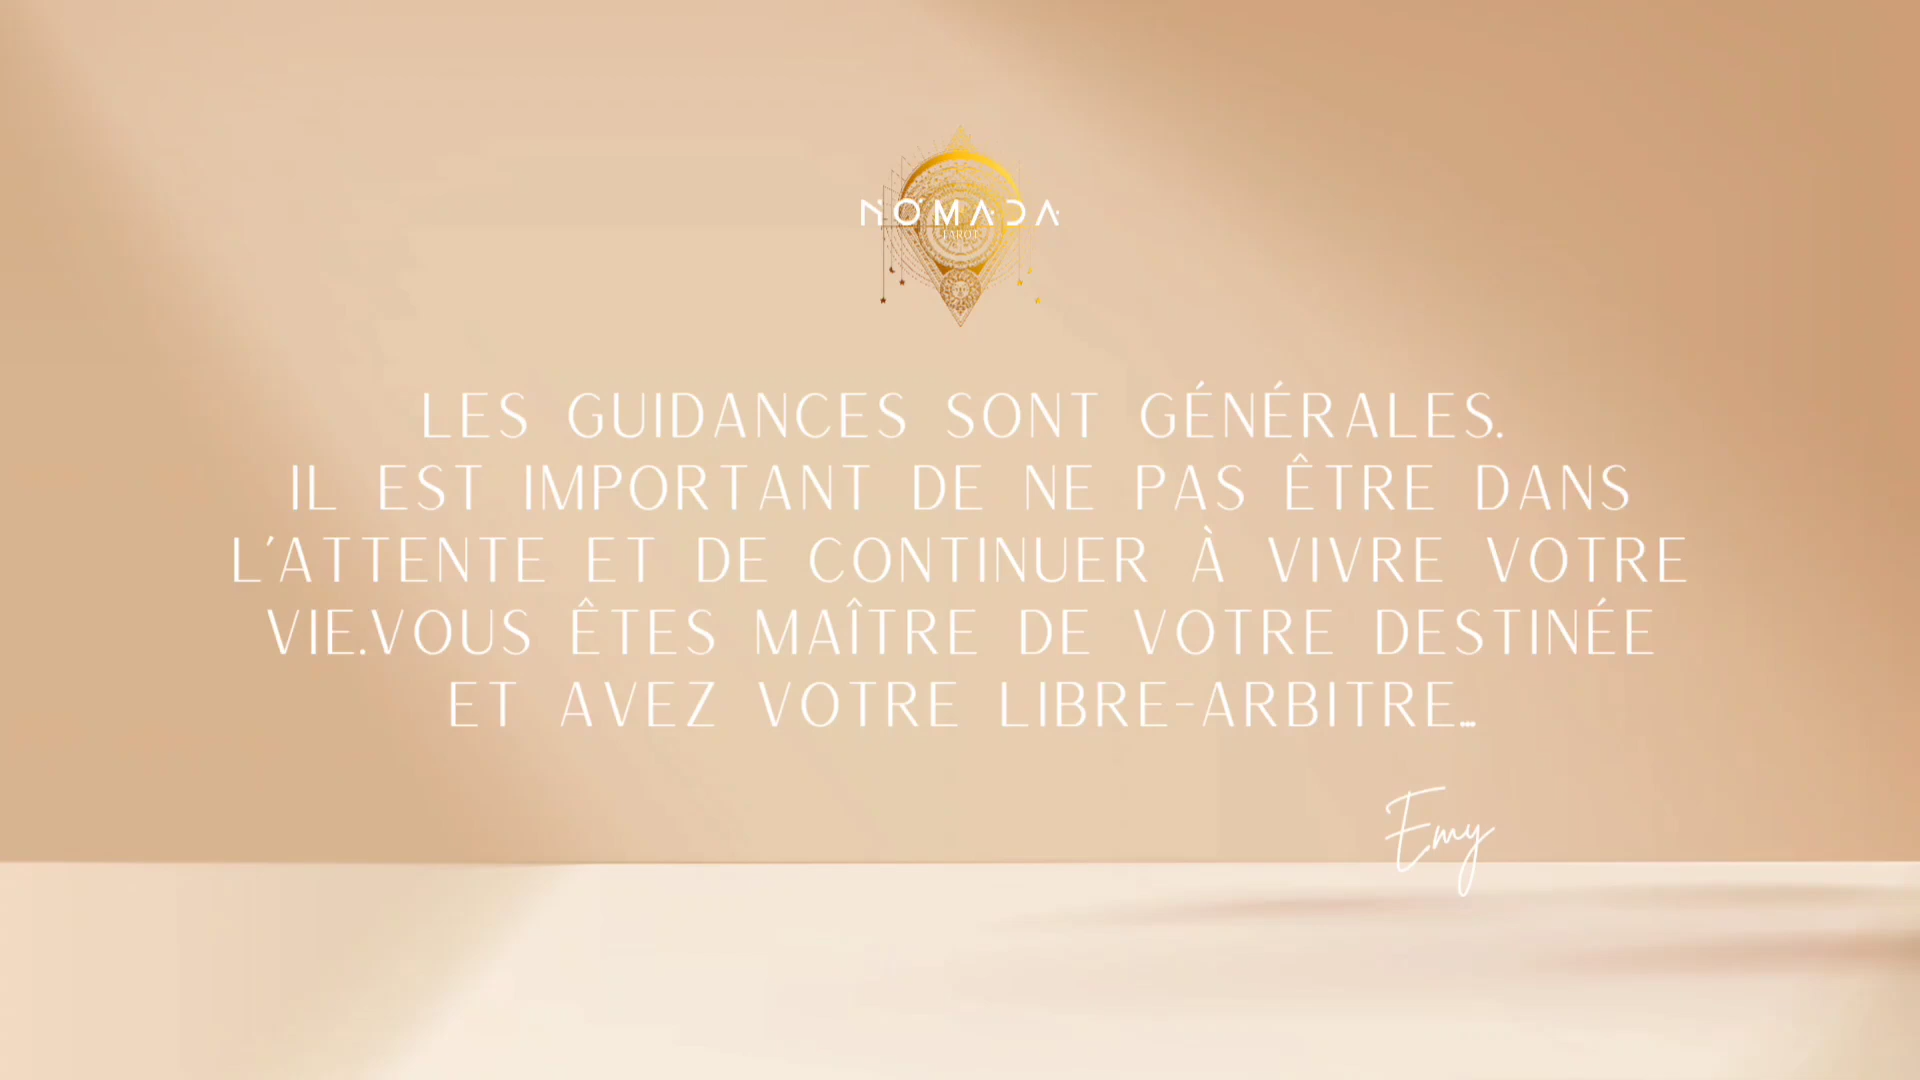 NOMADA
TAROT
LES GUIDANCES SONT GÉNÉRALES.
IL EST IMPORTANT DE NE PAS ÊTRE DANS
L'ATTENTE ET DE CONTINUER À VIVRE VOTRE
VIE.VOUS ÊTES MAÎTRE DE VOTRE DESTINÉE
ET AVEZ VOTRE LIBRE-ARBITRE...
Emy